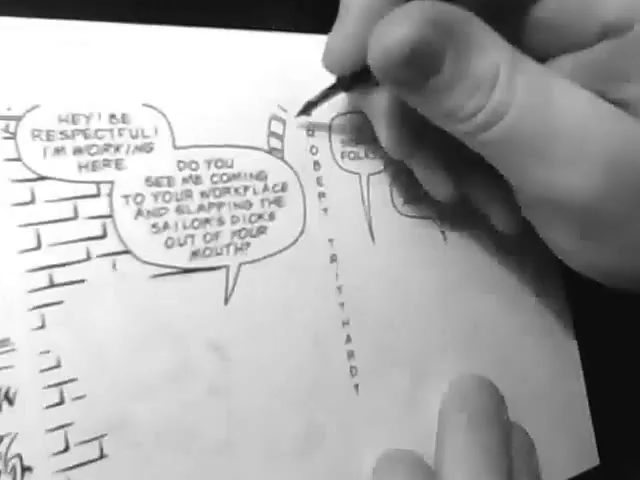 HEY! BE
RESPECTFUL!
I'M WORKING
HERE
DO YOU
SEE ME COMING
TO YOUR WORKPLACE
AND SLAPPING THE
SAILOR'S DICKS
OUT OF YOUR
MOUTH?
ROBERT TRITTHARDT
FOLKS